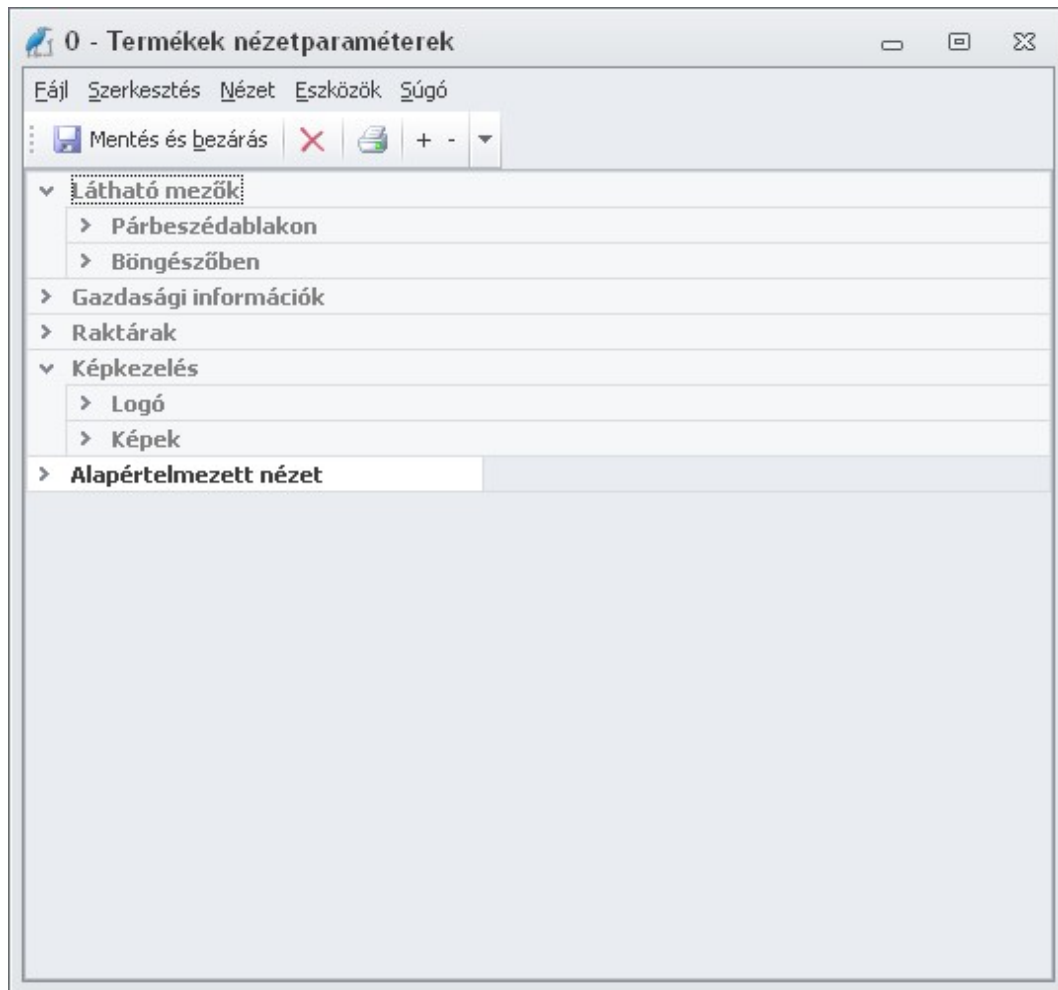 0 - Termékek nézetparaméterek
Fájl Szerkesztés Nézet Eszközök Súgó
Mentés és bezárás + -
Látható mezők
Párbeszédablakon
Böngészőben
Gazdasági információk
Raktárak
Képkezelés
Logó
Képek
Alapértelmezett nézet